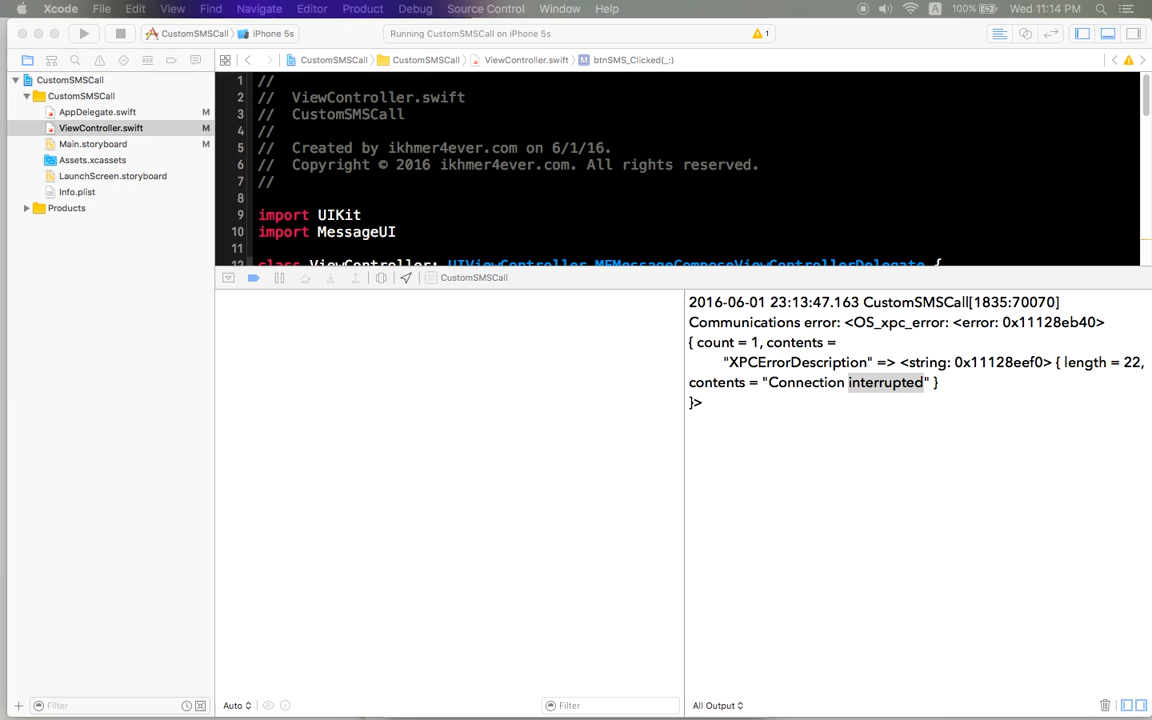 Xcode File Edit View Find Navigate Editor Product Debug Source Control Window Help A 100% Wed 11:14 PM
CustomSMSCall iPhone 5s Running CustomSMSCall on iPhone 5s 1
CustomSMSCall CustomSMSCall ViewController.swift M btnSMS_Clicked(_:)
CustomSMSCall
CustomSMSCall
AppDelegate.swift M
ViewController.swift M
Main.storyboard M
Assets.xcassets
LaunchScreen.storyboard
Info.plist
Products
1 //
2 // ViewController.swift
3 // CustomSMSCall
4 //
5 // Created by ikhmer4ever.com on 6/1/16.
6 // Copyright © 2016 ikhmer4ever.com. All rights reserved.
7 //
8
9 import UIKit
10 import MessageUI
11
12 class ViewController: UIViewController,MFMessageComposeViewControllerDelegate {
CustomSMSCall
2016-06-01 23:13:47.163 CustomSMSCall[1835:70070]
Communications error: <OS_xpc_error: <error: 0x11128eb40>
{ count = 1, contents =
"XPCErrorDescription" => <string: 0x11128eef0> { length = 22,
contents = "Connection interrupted" }
}>
Filter
Auto
Filter
All Output